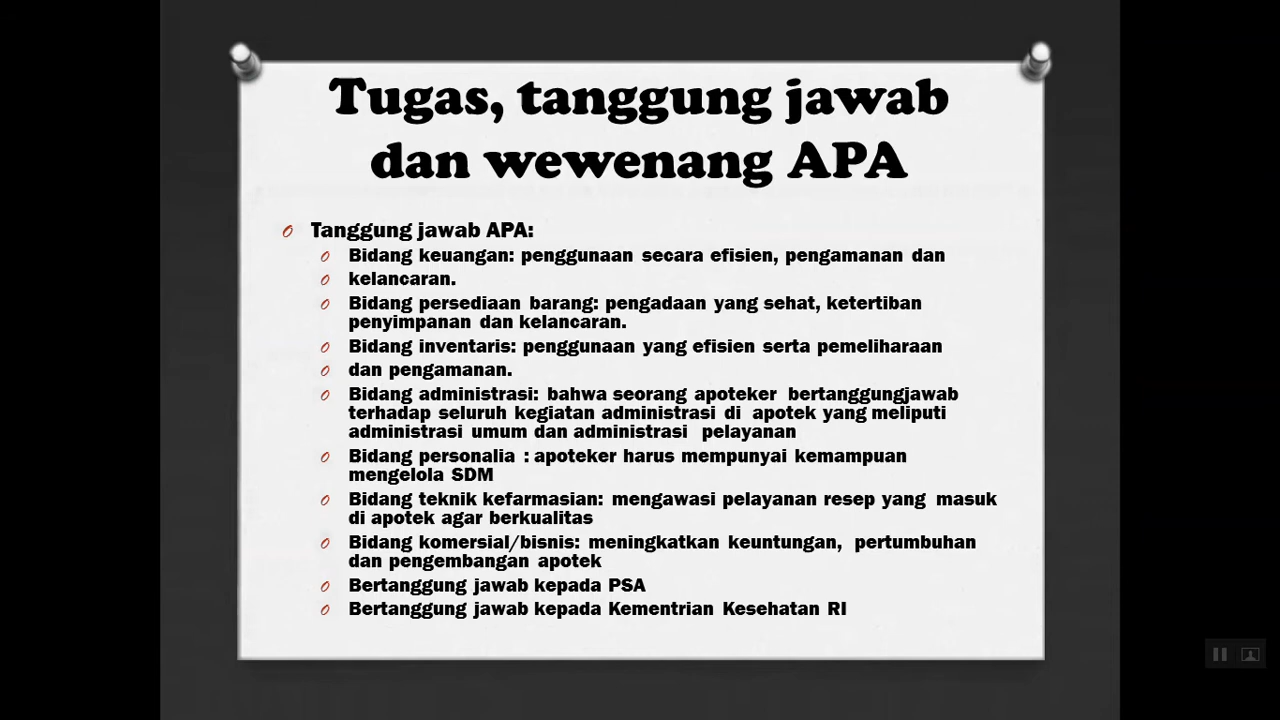 Tugas, tanggung jawab
dan wewenang APA
Tanggung jawab APA:
Bidang keuangan: penggunaan secara efisien, pengamanan dan
kelancaran.
Bidang persediaan barang: pengadaan yang sehat, ketertiban
penyimpanan dan kelancaran.
Bidang inventaris: penggunaan yang efisien serta pemeliharaan
dan pengamanan.
Bidang administrasi: bahwa seorang apoteker bertanggungjawab
terhadap seluruh kegiatan administrasi di apotek yang meliputi
administrasi umum dan administrasi pelayanan
Bidang personalia : apoteker harus mempunyai kemampuan
mengelola SDM
Bidang teknik kefarmasian: mengawasi pelayanan resep yang masuk
di apotek agar berkualitas
Bidang komersial/bisnis: meningkatkan keuntungan, pertumbuhan
dan pengembangan apotek
Bertanggung jawab kepada PSA
Bertanggung jawab kepada Kementrian Kesehatan RI